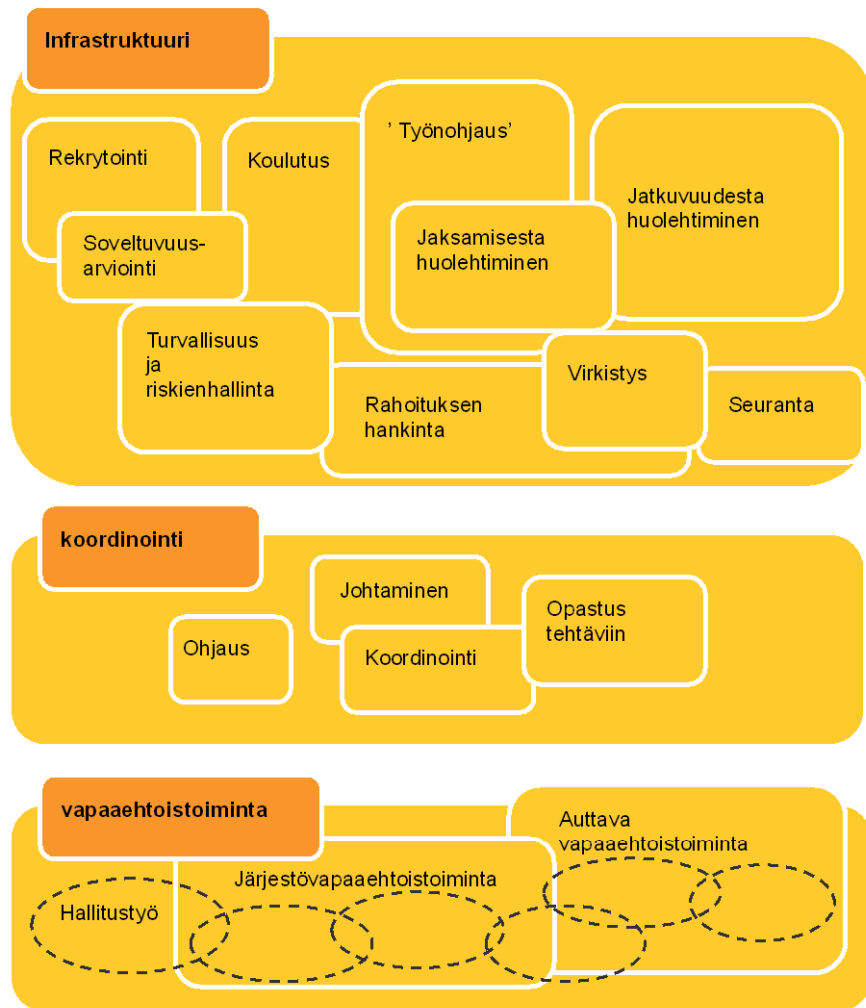 Infrastruktuuri
Rekrytointi
Koulutus
’ Työnohjaus’
Jatkuvuudesta
huolehtiminen
Soveltuvuus-
arviointi
Jaksamisesta
huolehtiminen
Turvallisuus
ja
riskienhallinta
Rahoituksen
hankinta
Virkistys
Seuranta
koordinointi
Johtaminen
Opastus
tehtäviin
Ohjaus
Koordinointi
vapaaehtoistoiminta
Auttava
vapaaehtoistoiminta
Järjestövapaaehtoistoiminta
Hallitustyö